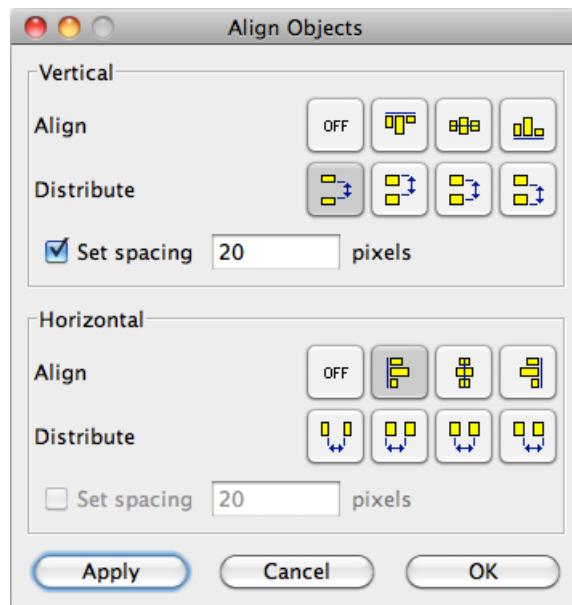 Align Objects
Vertical
Align OFF
Distribute
Set spacing 20 pixels
Horizontal
Align OFF
Distribute
Set spacing 20 pixels
Apply Cancel OK